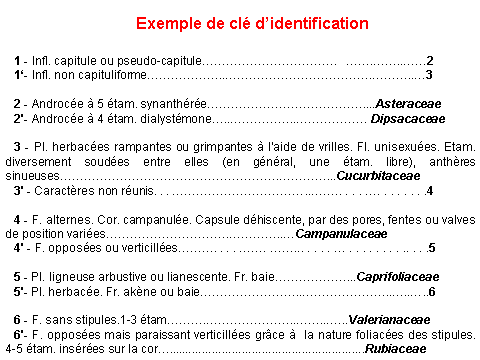 Exemple de clé d'identification
1 - Infl. capitule ou pseudo-capitule……………………………… ……………..……2
1'- Infl. non capituliforme…………………..…………………………………………..…3
2 - Androcée à 5 étam. synanthérée…………………………………...Asteraceae
2'- Androcée à 4 étam. dialystémone…...…………..……………… Dipsacaceae
3 - Pl. herbacées rampantes ou grimpantes à l'aide de vrilles. Fl. unisexuées. Etam.
diversement soudées entre elles (en général, une étam. libre), anthères
sinueuses……………………………………………………………..Cucurbitaceae
3' - Caractères non réunis. . . . …………………………...…… . . . . . . . . .4
4 - F. alternes. Cor. campanulée. Capsule déhiscente, par des pores, fentes ou valves
de position variées……………………………………..…Campanulaceae
4' - F. opposées ou verticillées……… . . . . …. …. …... . . . . … . . . . . . . . . .5
5 - Pl. ligneuse arbustive ou lianescente. Fr. baie………………...Caprifoliaceae
5'- Pl. herbacée. Fr. akène ou baie…………………………………………..…..…6
6 - F. sans stipules.1-3 étam…………………………………..…..Valerianaceae
6'- F. opposées mais paraissant verticillées grâce à la nature foliacées des stipules.
4-5 étam. insérées sur la cor.....................................................Rubiaceae